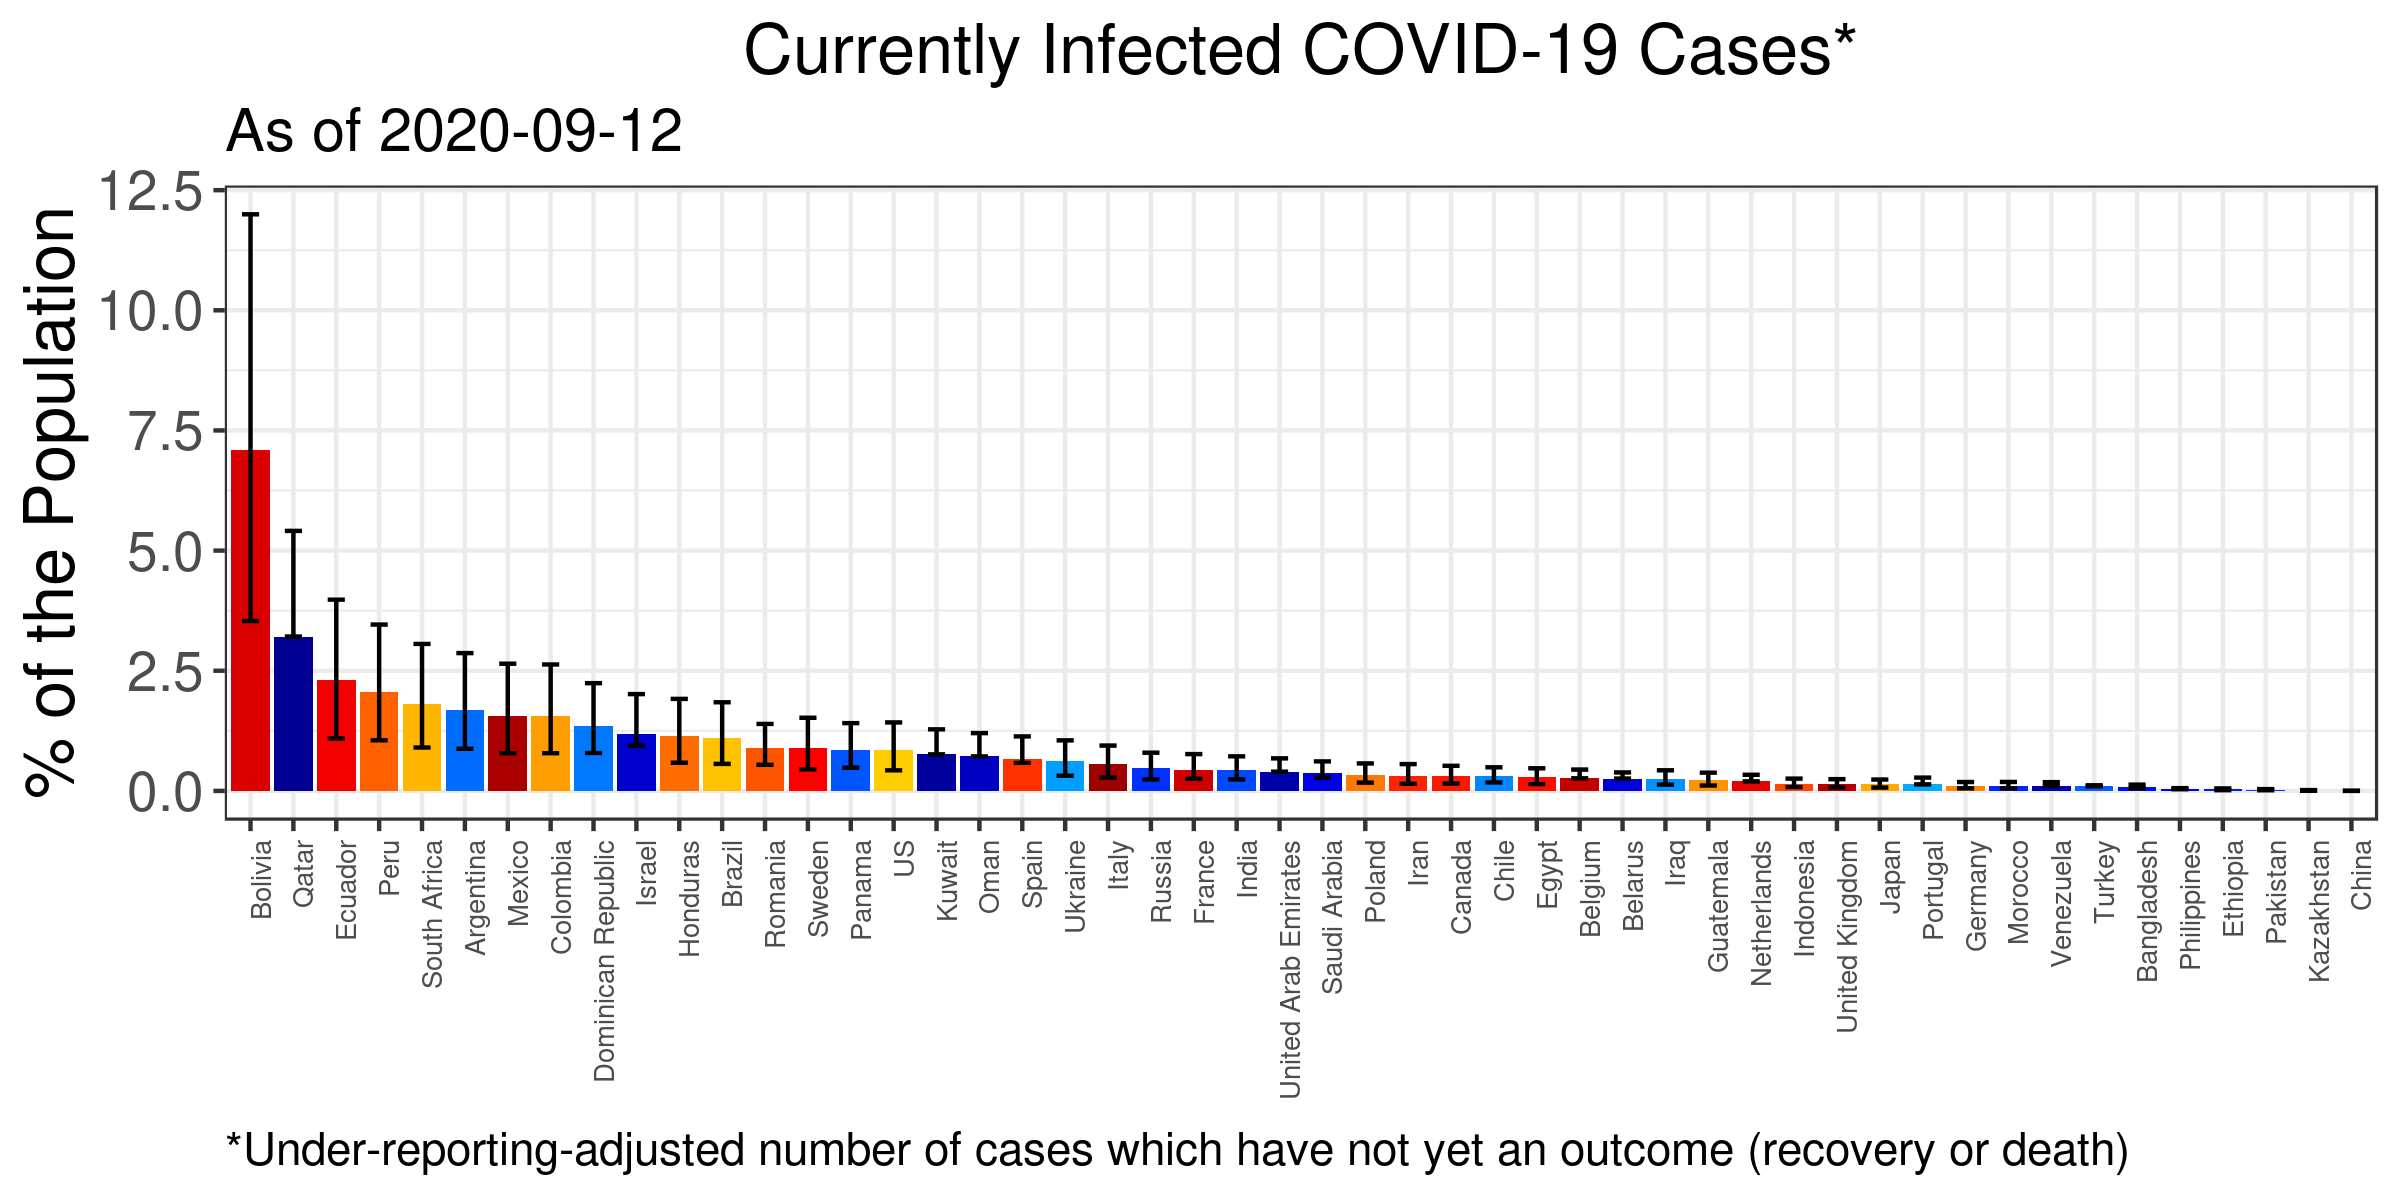 Currently Infected COVID-19 Cases*
As of 2020-09-12
% of the Population
12.5
10.0
7.5
5.0
2.5
0.0
Bolivia
Qatar
Ecuador
Peru
South Africa
Argentina
Mexico
Colombia
Dominican Republic
Israel
Honduras
Brazil
Romania
Sweden
Panama
US
Kuwait
Oman
Spain
Ukraine
Italy
Russia
France
India
United Arab Emirates
Saudi Arabia
Poland
Iran
Canada
Chile
Egypt
Belgium
Belarus
Iraq
Guatemala
Netherlands
Indonesia
United Kingdom
Japan
Portugal
Germany
Morocco
Venezuela
Turkey
Bangladesh
Philippines
Ethiopia
Pakistan
Kazakhstan
China
*Under-reporting-adjusted number of cases which have not yet an outcome (recovery or death)